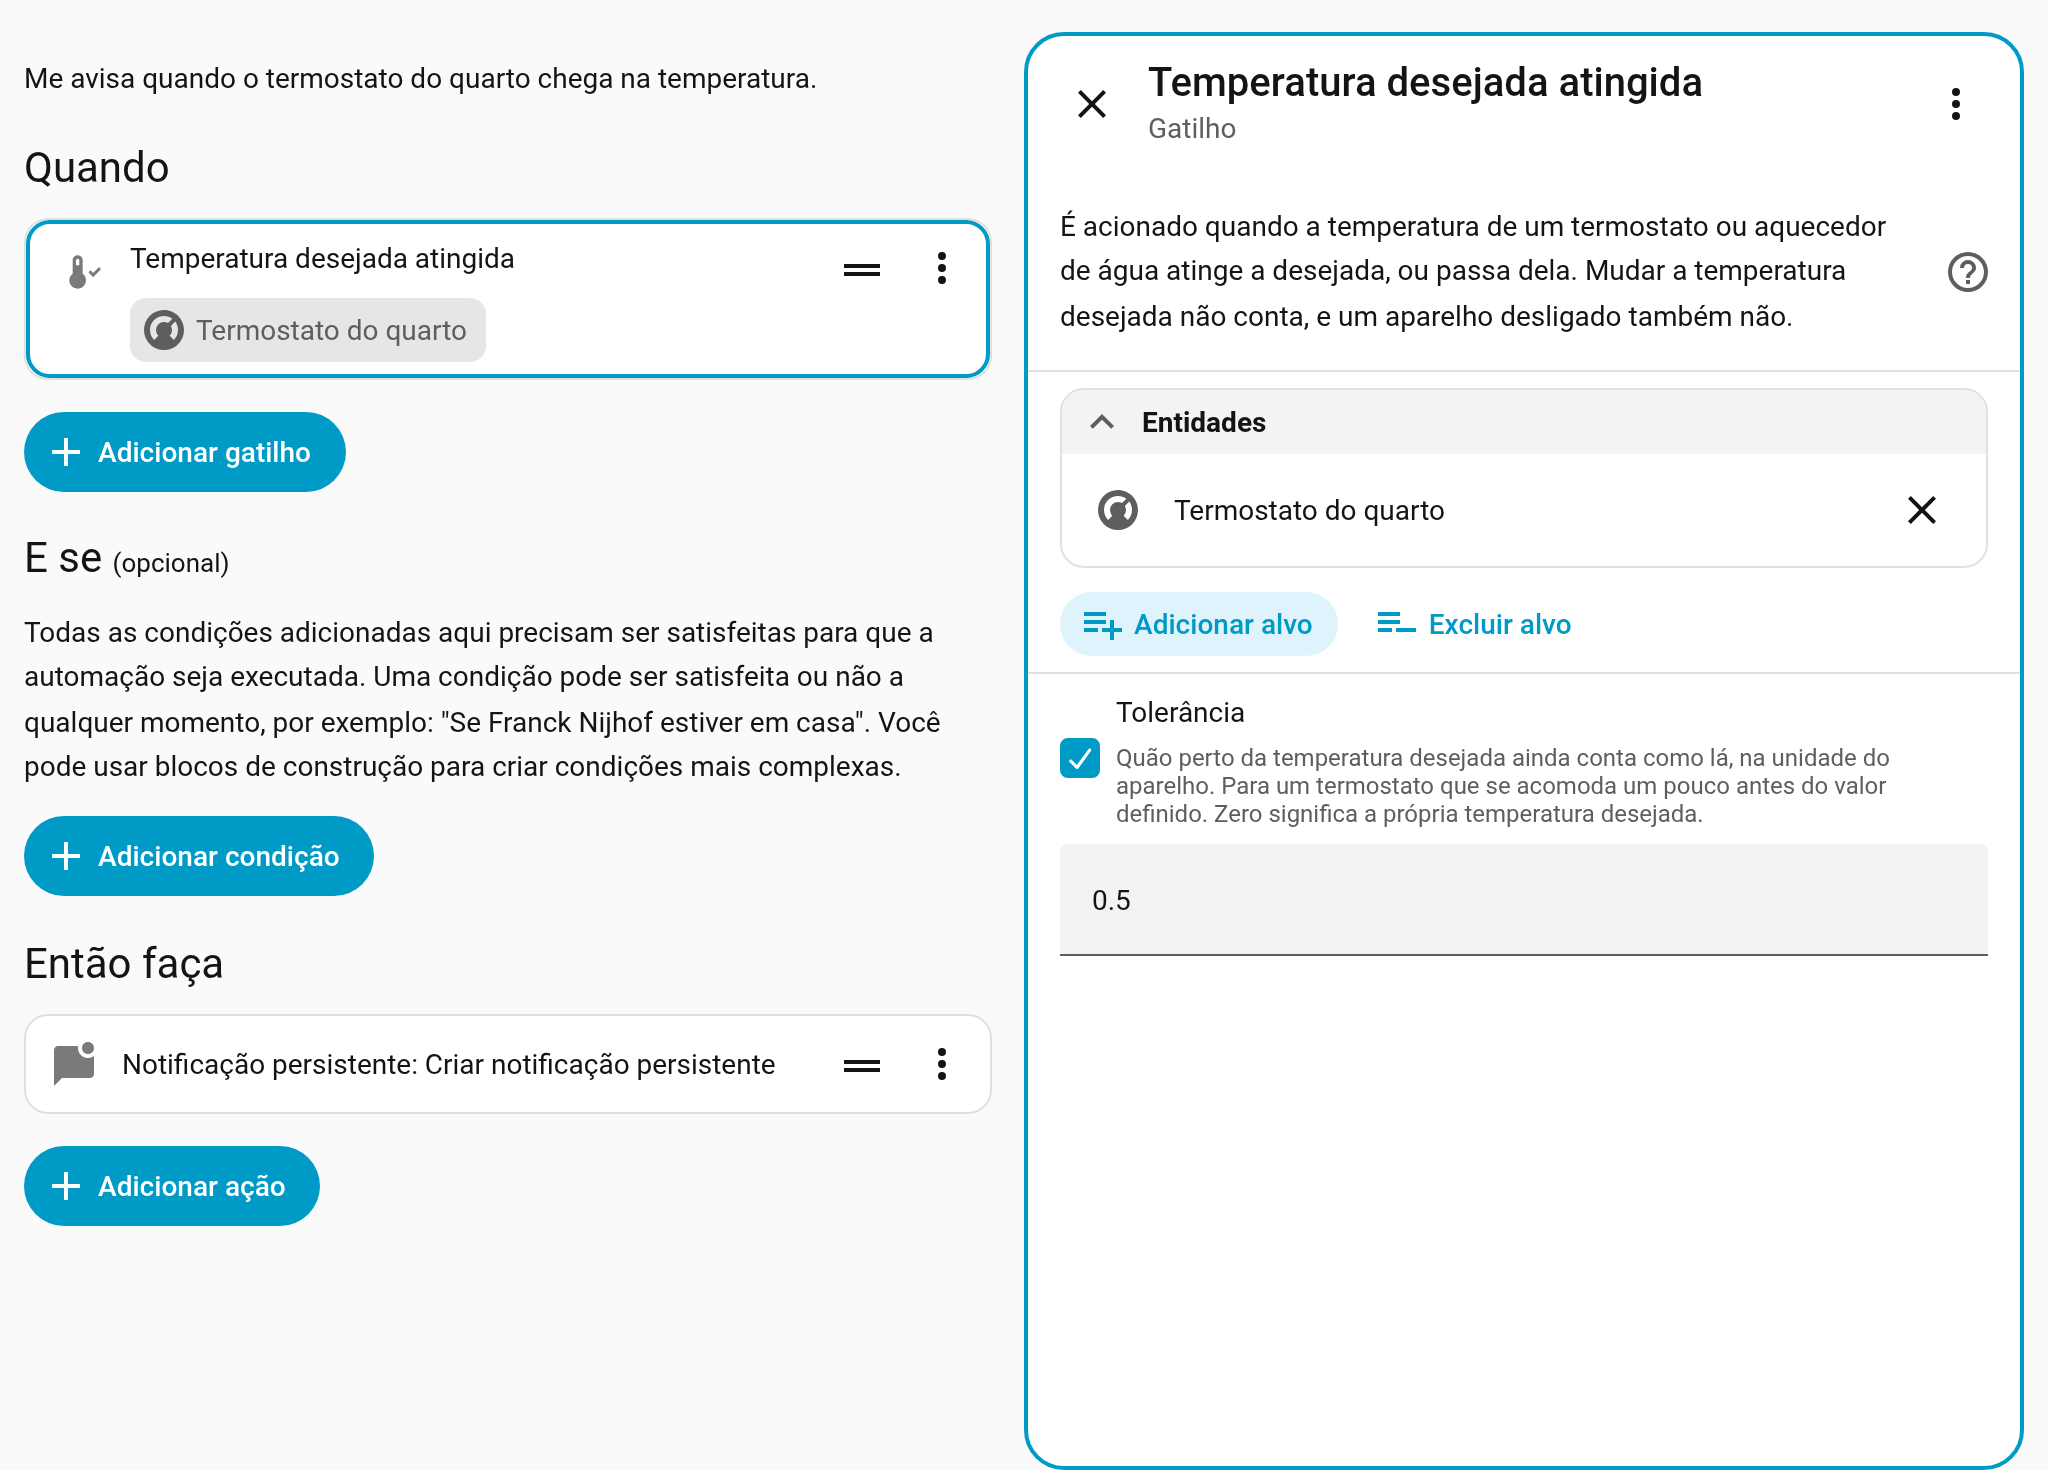 Me avisa quando o termostato do quarto chega na temperatura.
Quando
Temperatura desejada atingida
Termostato do quarto
Adicionar gatilho
E se (opcional)
Todas as condições adicionadas aqui precisam ser satisfeitas para que a
automação seja executada. Uma condição pode ser satisfeita ou não a
qualquer momento, por exemplo: "Se Franck Nijhof estiver em casa". Você
pode usar blocos de construção para criar condições mais complexas.
Adicionar condição
Então faça
Notificação persistente: Criar notificação persistente
Adicionar ação
Temperatura desejada atingida
Gatilho
É acionado quando a temperatura de um termostato ou aquecedor
de água atinge a desejada, ou passa dela. Mudar a temperatura
desejada não conta, e um aparelho desligado também não.
Entidades
Termostato do quarto
Adicionar alvo
Excluir alvo
Tolerância
Quão perto da temperatura desejada ainda conta como lá, na unidade do
aparelho. Para um termostato que se acomoda um pouco antes do valor
definido. Zero significa a própria temperatura desejada.
0.5